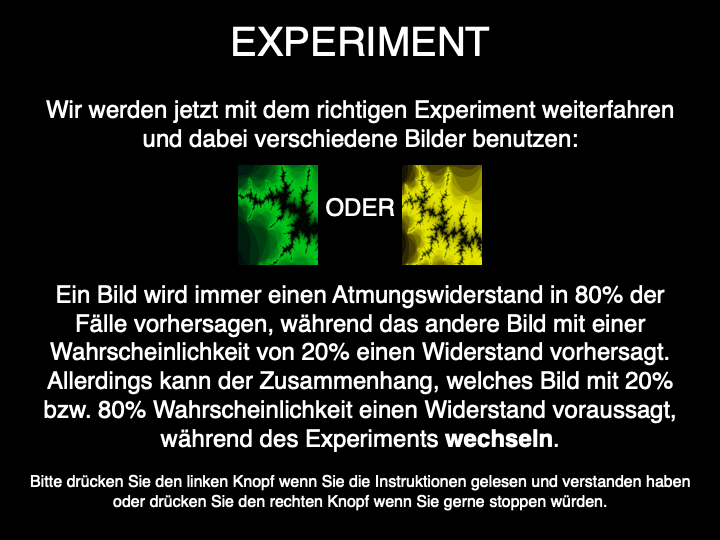 EXPERIMENT
Wir werden jetzt mit dem richtigen Experiment weiterfahren
und dabei verschiedene Bilder benutzen:
ODER
Ein Bild wird immer einen Atmungswiderstand in 80% der
Fälle vorhersagen, während das andere Bild mit einer
Wahrscheinlichkeit von 20% einen Widerstand vorhersagt.
Allerdings kann der Zusammenhang, welches Bild mit 20%
bzw. 80% Wahrscheinlichkeit einen Widerstand voraussagt,
während des Experiments wechseln.
Bitte drücken Sie den linken Knopf wenn Sie die Instruktionen gelesen und verstanden haben
oder drücken Sie den rechten Knopf wenn Sie gerne stoppen würden.